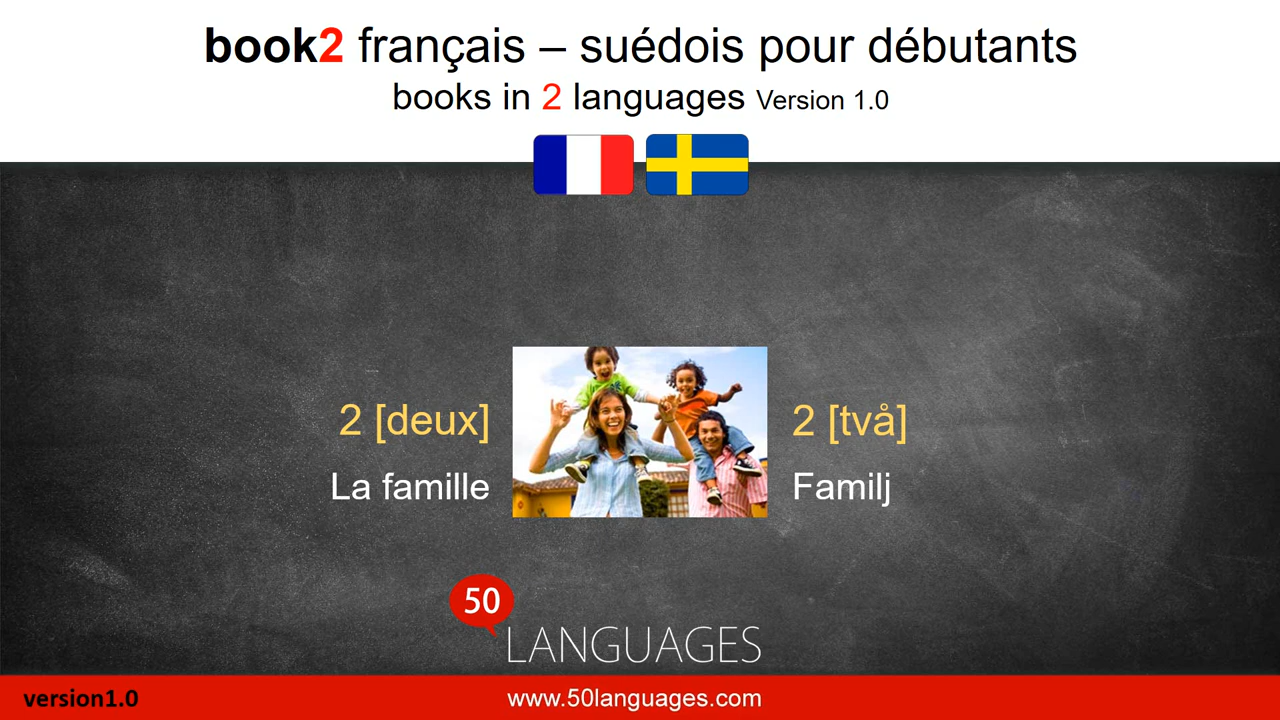 book2 français – suédois pour débutants
books in 2 languages Version 1.0
2 [deux]
La famille
2 [två]
Familj
50
LANGUAGES
version1.0
www.50languages.com